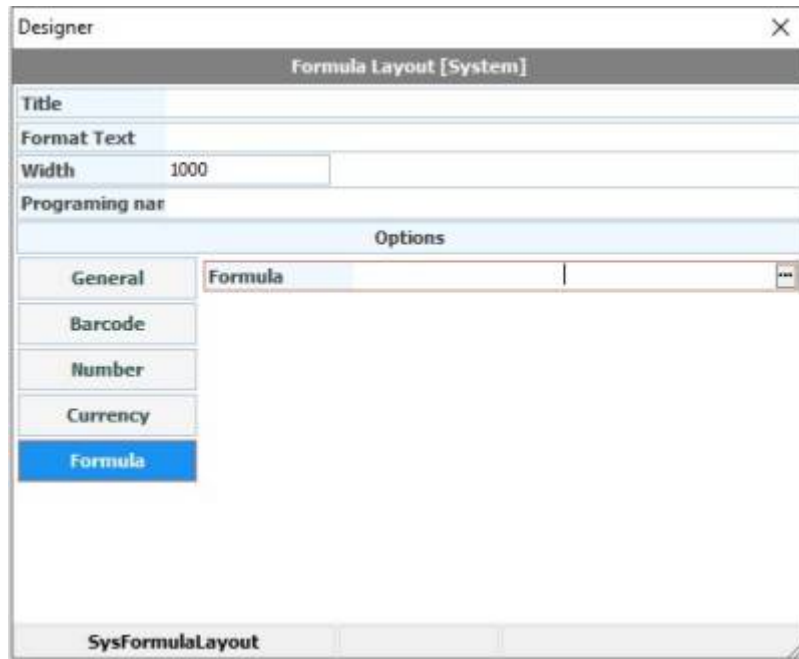 Designer
Formula Layout [System]
Title
Format Text
Width 1000
Programing nar
Options
General Formula ...
Barcode
Number
Currency
Formula
SysFormulaLayout